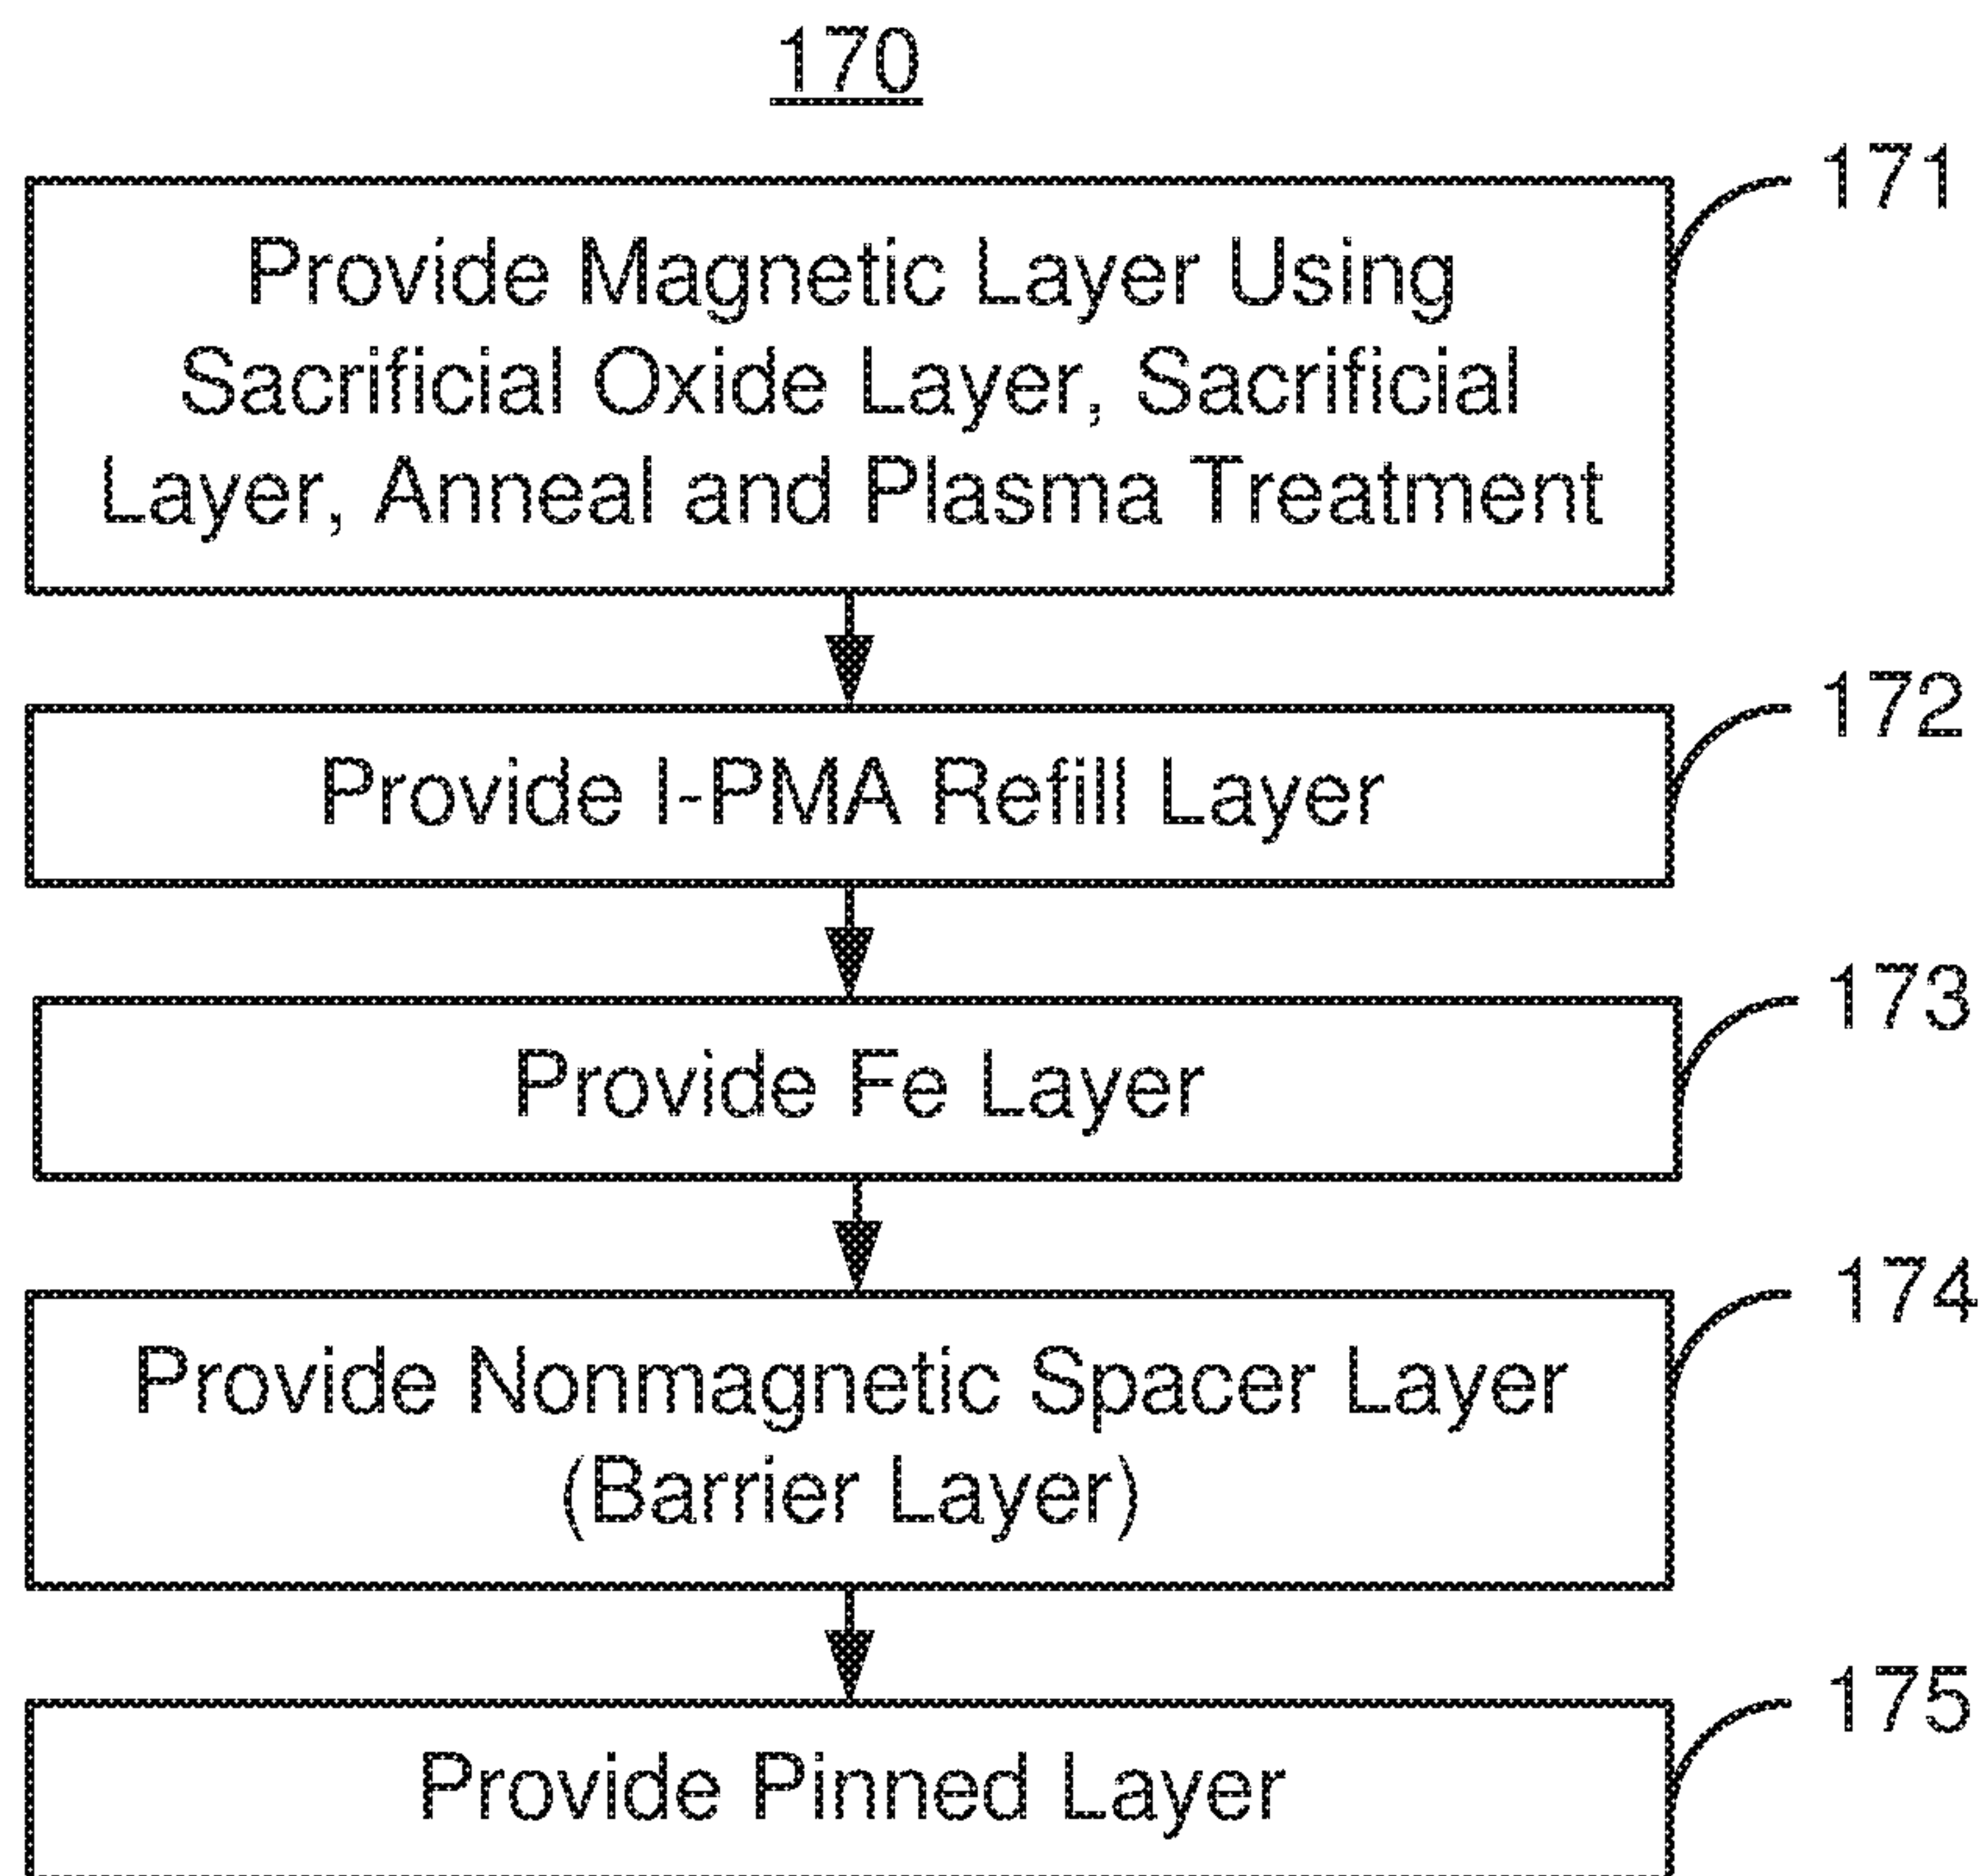 170
171
Provide Magnetic Layer Using
Sacrificial Oxide Layer, Sacrificial
Layer, Anneal and Plasma Treatment
172
Provide I-PMA Refill Layer
173
Provide Fe Layer
174
Provide Nonmagnetic Spacer Layer
(Barrier Layer)
175
Provide Pinned Layer